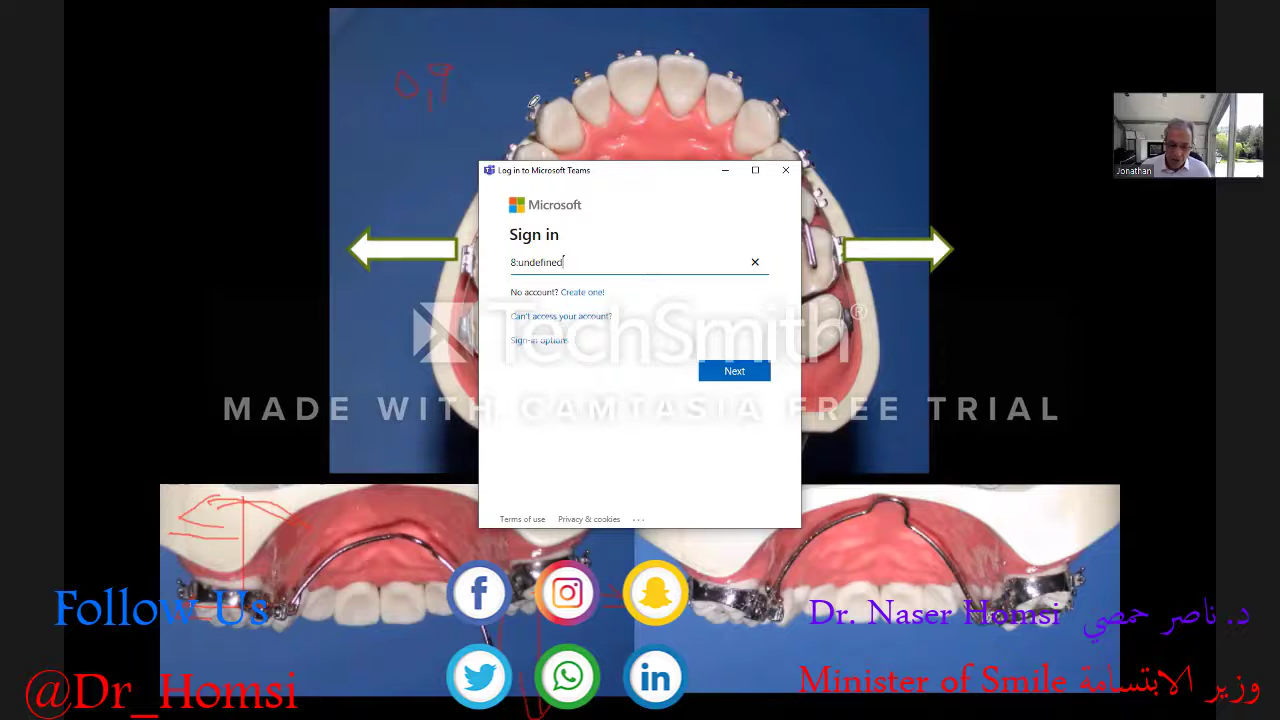 Jonathan
Log in to Microsoft Teams
Microsoft
Sign in
8:undefined
No account? Create one!
Can't access your account?
Sign-in options
Next
TechSmith®
MADE WITH CAMTASIA FREE TRIAL
Terms of use Privacy & cookies ...
Follow Us
Dr. Naser Homsi د. ناصر حمصي
@Dr_Homsi
Minister of Smile وزير الابتسامة